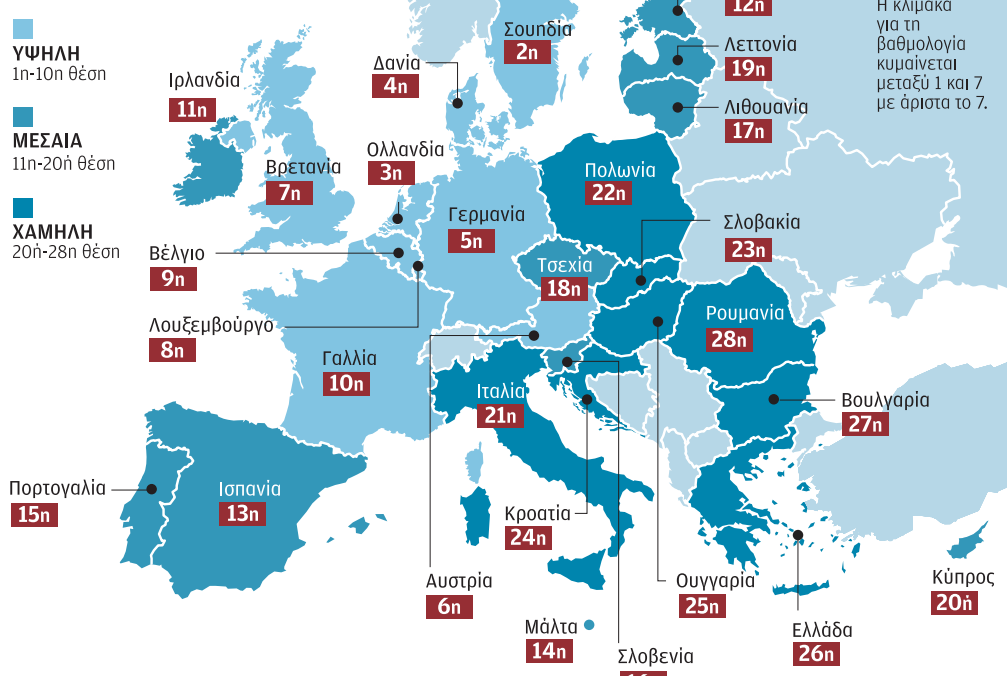 ΥΨΗΛΗ
1η-10η θέση
ΜΕΣΑΙΑ
11η-20ή θέση
ΧΑΜΗΛΗ
20ή-28η θέση
12η
Η κλίμακα
για τη
βαθμολογία
κυμαίνεται
μεταξύ 1 και 7
με άριστα το 7.
Σουηδία
2η
Δανία
4η
Λεττονία
19η
Λιθουανία
17η
Ιρλανδία
11η
Βρετανία
7η
Ολλανδία
3η
Γερμανία
5η
Πολωνία
22η
Σλοβακία
23η
Βέλγιο
9η
Τσεχία
18η
Λουξεμβούργο
8η
Ρουμανία
28η
Γαλλία
10η
Ιταλία
21η
Βουλγαρία
27η
Πορτογαλία
15η
Ισπανία
13η
Κροατία
24η
Αυστρία
6η
Ουγγαρία
25η
Κύπρος
20ή
Μάλτα
14η
Ελλάδα
26η
Σλοβενία